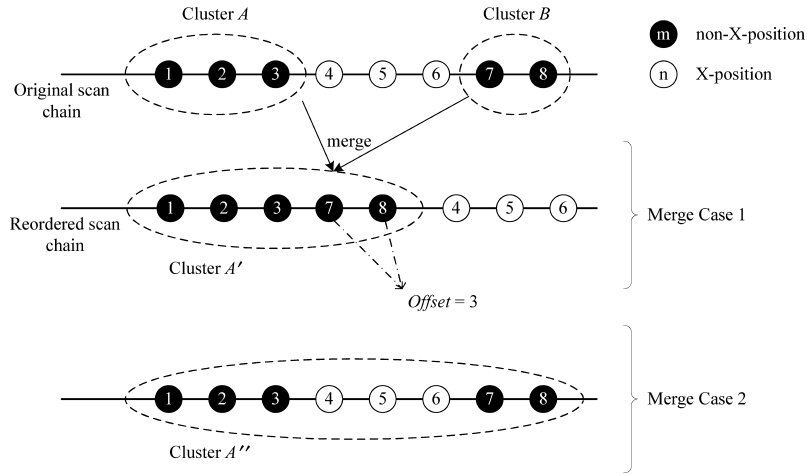 Cluster A
Cluster B
m non-X-position
1 2 3 4 5 6 7 8
n X-position
Original scan
chain
merge
1 2 3 7 8 4 5 6
Reordered scan
chain
Merge Case 1
Cluster A′
Offset = 3
1 2 3 4 5 6 7 8
Merge Case 2
Cluster A′′